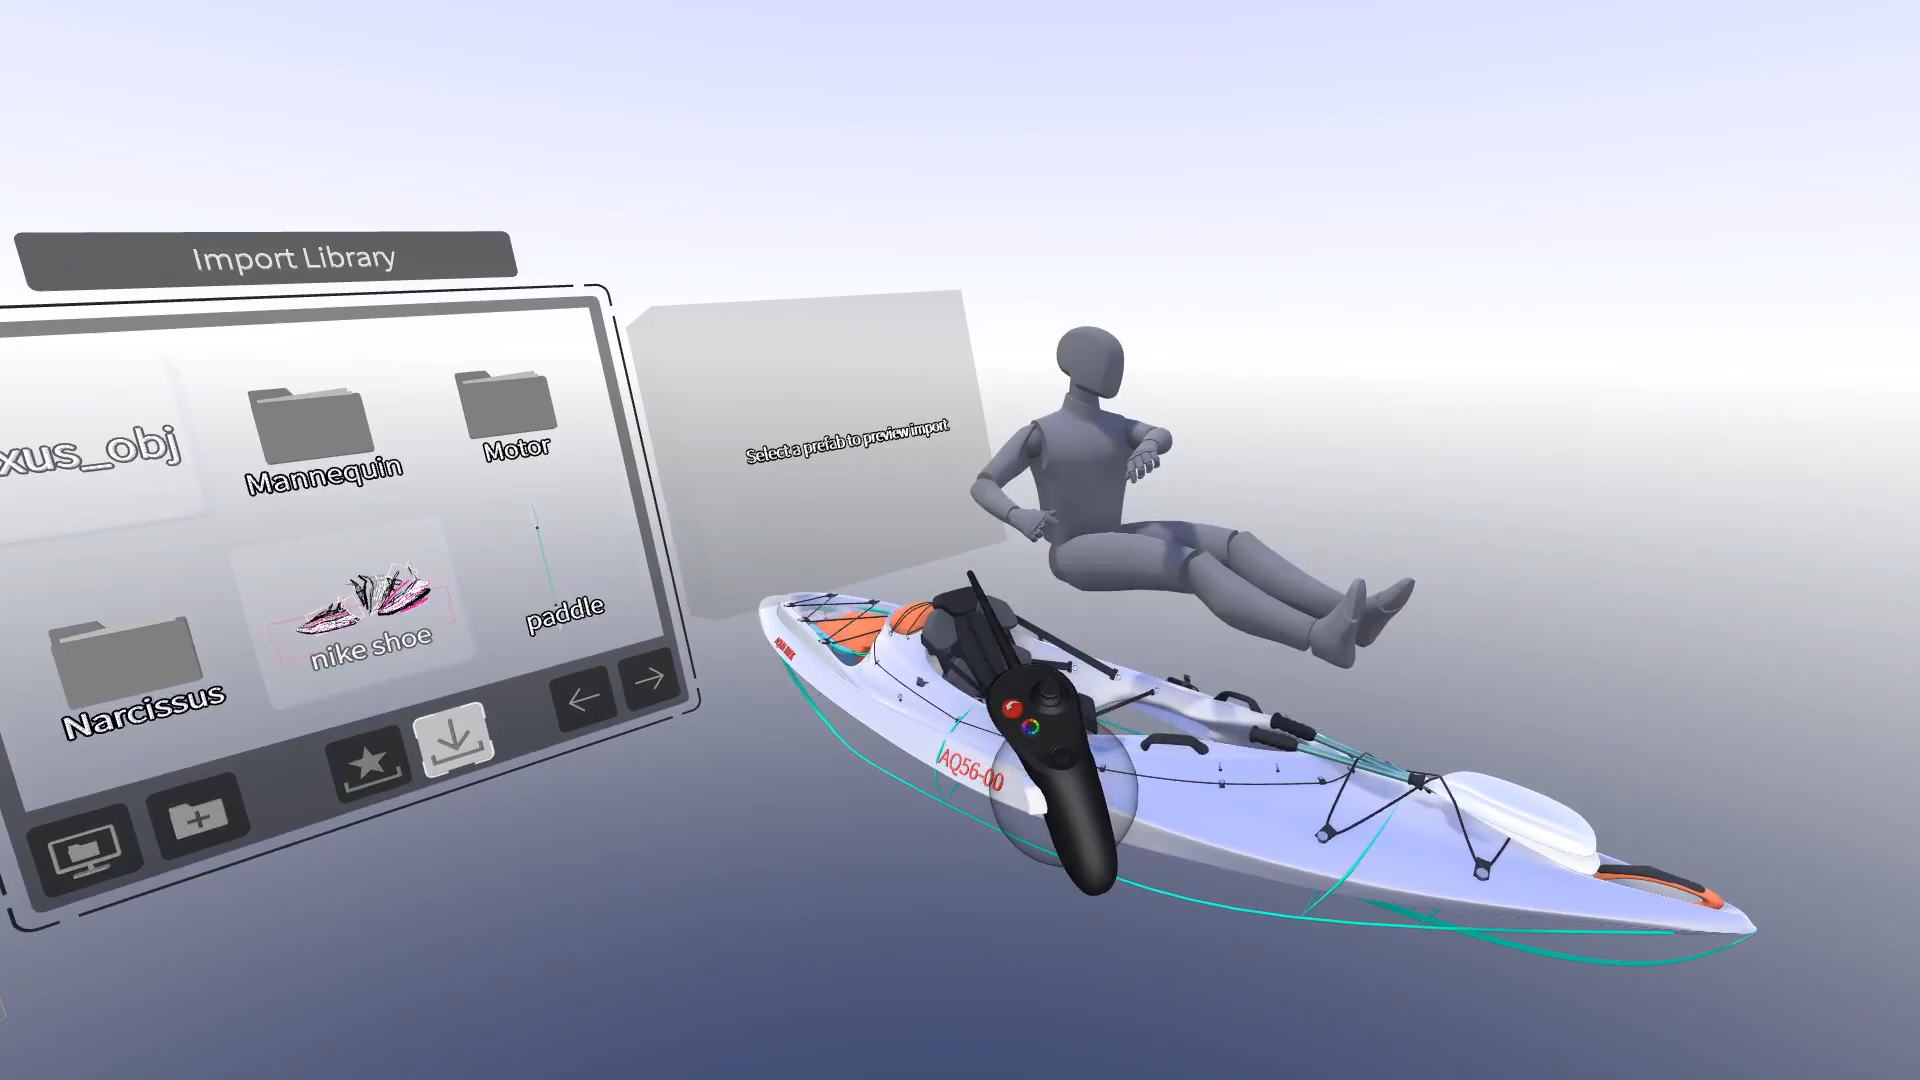 Import Library
xus_obj
Mannequin
Motor
Select a prefab to preview import
Narcissus
nike shoe
paddle
AQ56-00